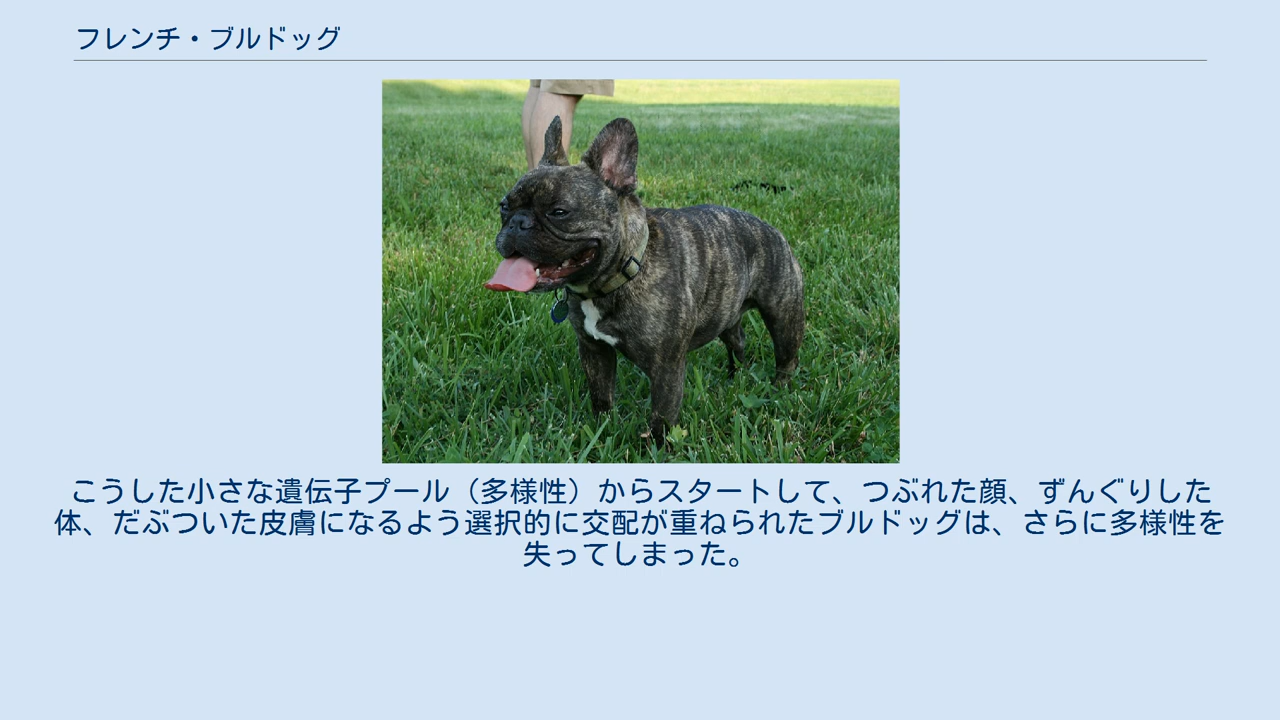 フレンチ・ブルドッグ
こうした小さな遺伝子プール（多様性）からスタートして、つぶれた顔、ずんぐりした
体、だぶついた皮膚になるよう選択的に交配が重ねられたブルドッグは、さらに多様性を
失ってしまった。